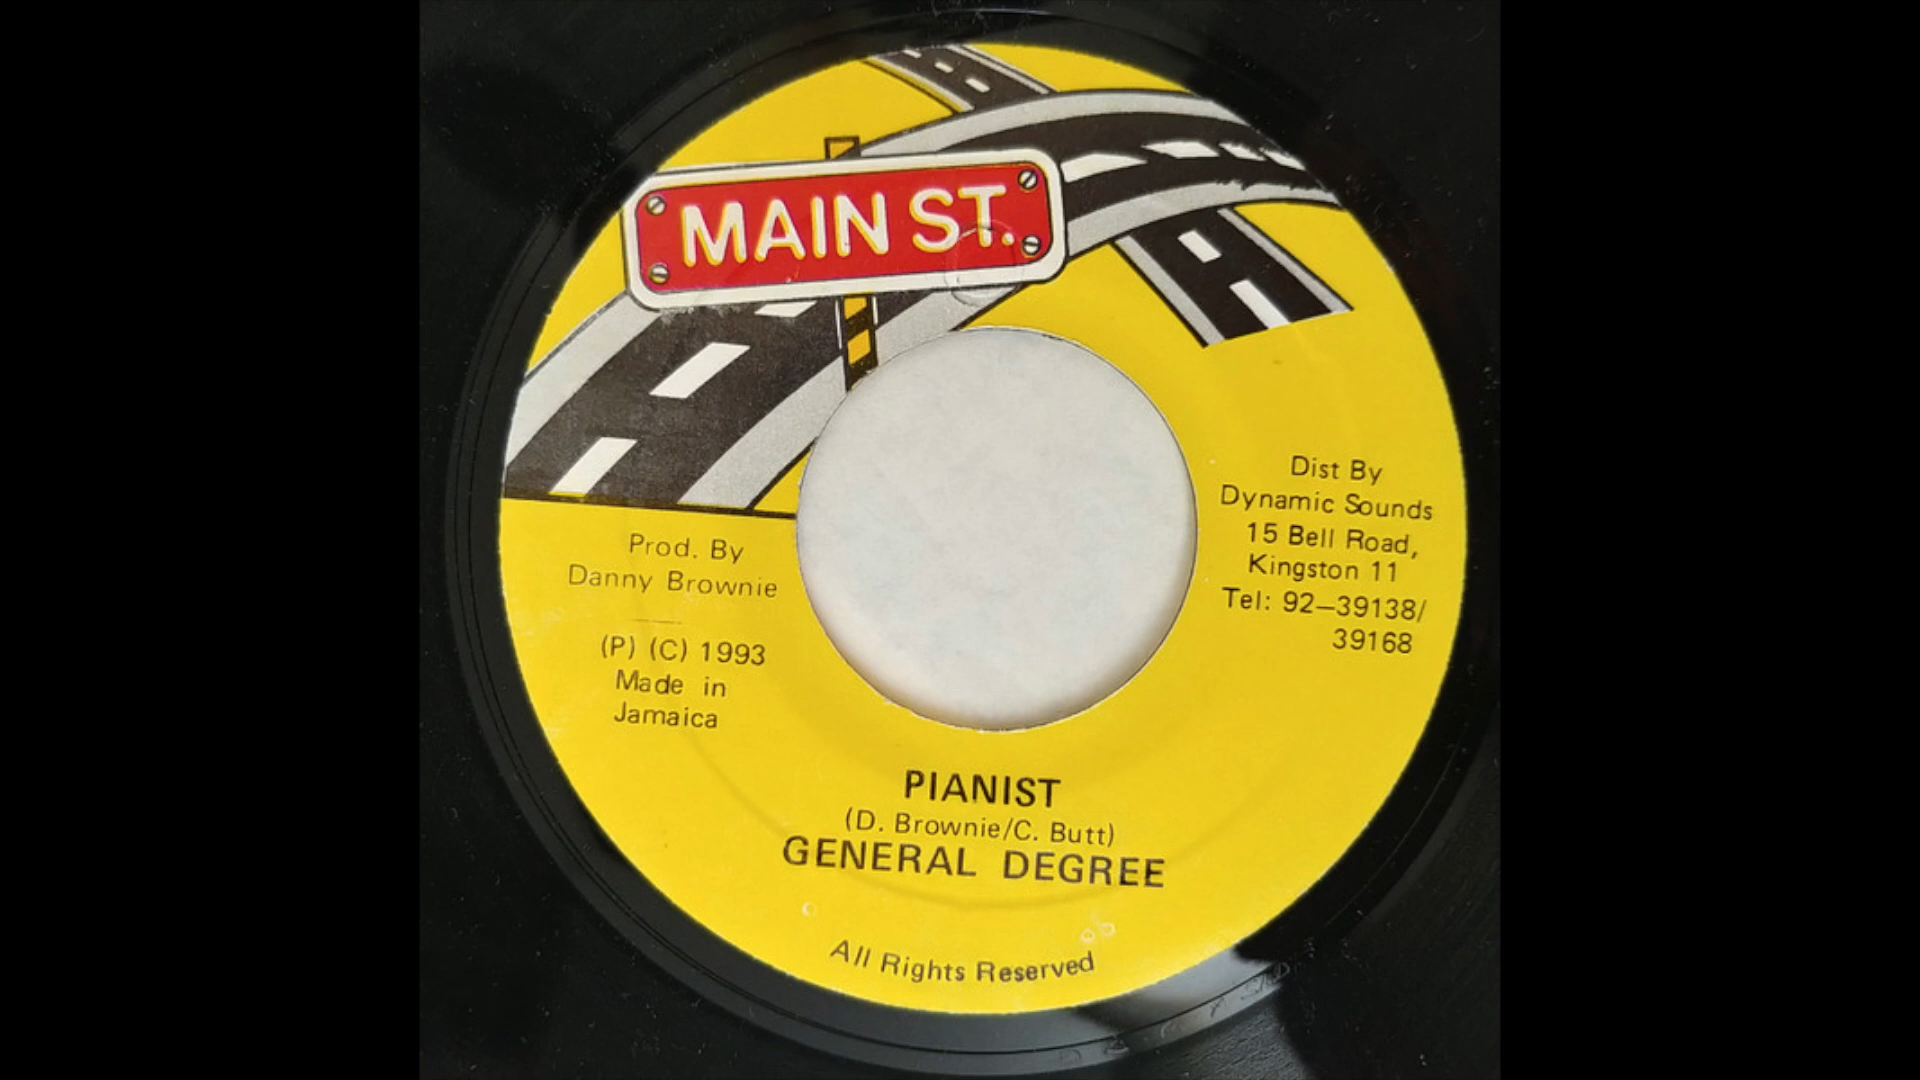 MAIN ST.
Prod. By
Danny Brownie
(P) (C) 1993
Made in
Jamaica
Dist By
Dynamic Sounds
15 Bell Road,
Kingston 11
Tel: 92–39138/
39168
PIANIST
(D. Brownie/C. Butt)
GENERAL DEGREE
All Rights Reserved